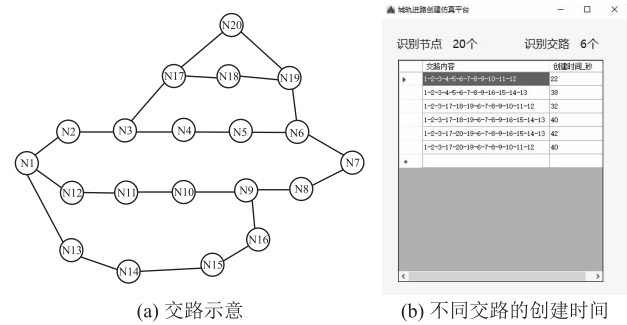 N20
N17
N18
N19
N2
N3
N4
N5
N6
N1
N7
N12
N11
N10
N9
N8
N13
N16
N14
N15
(a) 交路示意
城轨进路创建仿真平台
识别节点 20个 识别交路 6个
交路内容 创建时间_秒
1-2-3-4-5-6-7-8-9-10-11-12 22
1-2-3-4-5-6-7-8-9-16-15-14-13 38
1-2-3-17-18-19-6-7-8-9-10-11-12 32
1-2-3-17-18-19-6-7-8-9-16-15-14-13 40
1-2-3-17-20-19-6-7-8-9-16-15-14-13 42
1-2-3-17-20-19-6-7-8-9-10-11-12 40
(b) 不同交路的创建时间